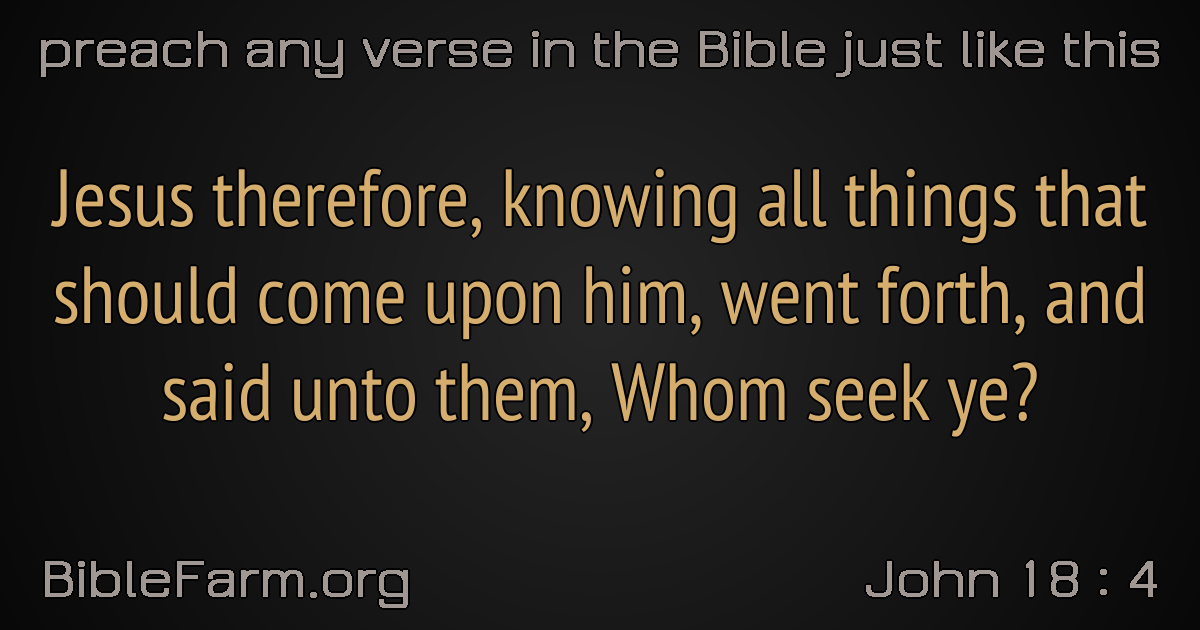 preach any verse in the Bible just like this
Jesus therefore, knowing all things that
should come upon him, went forth, and
said unto them, Whom seek ye?
BibleFarm.org
John 18 : 4